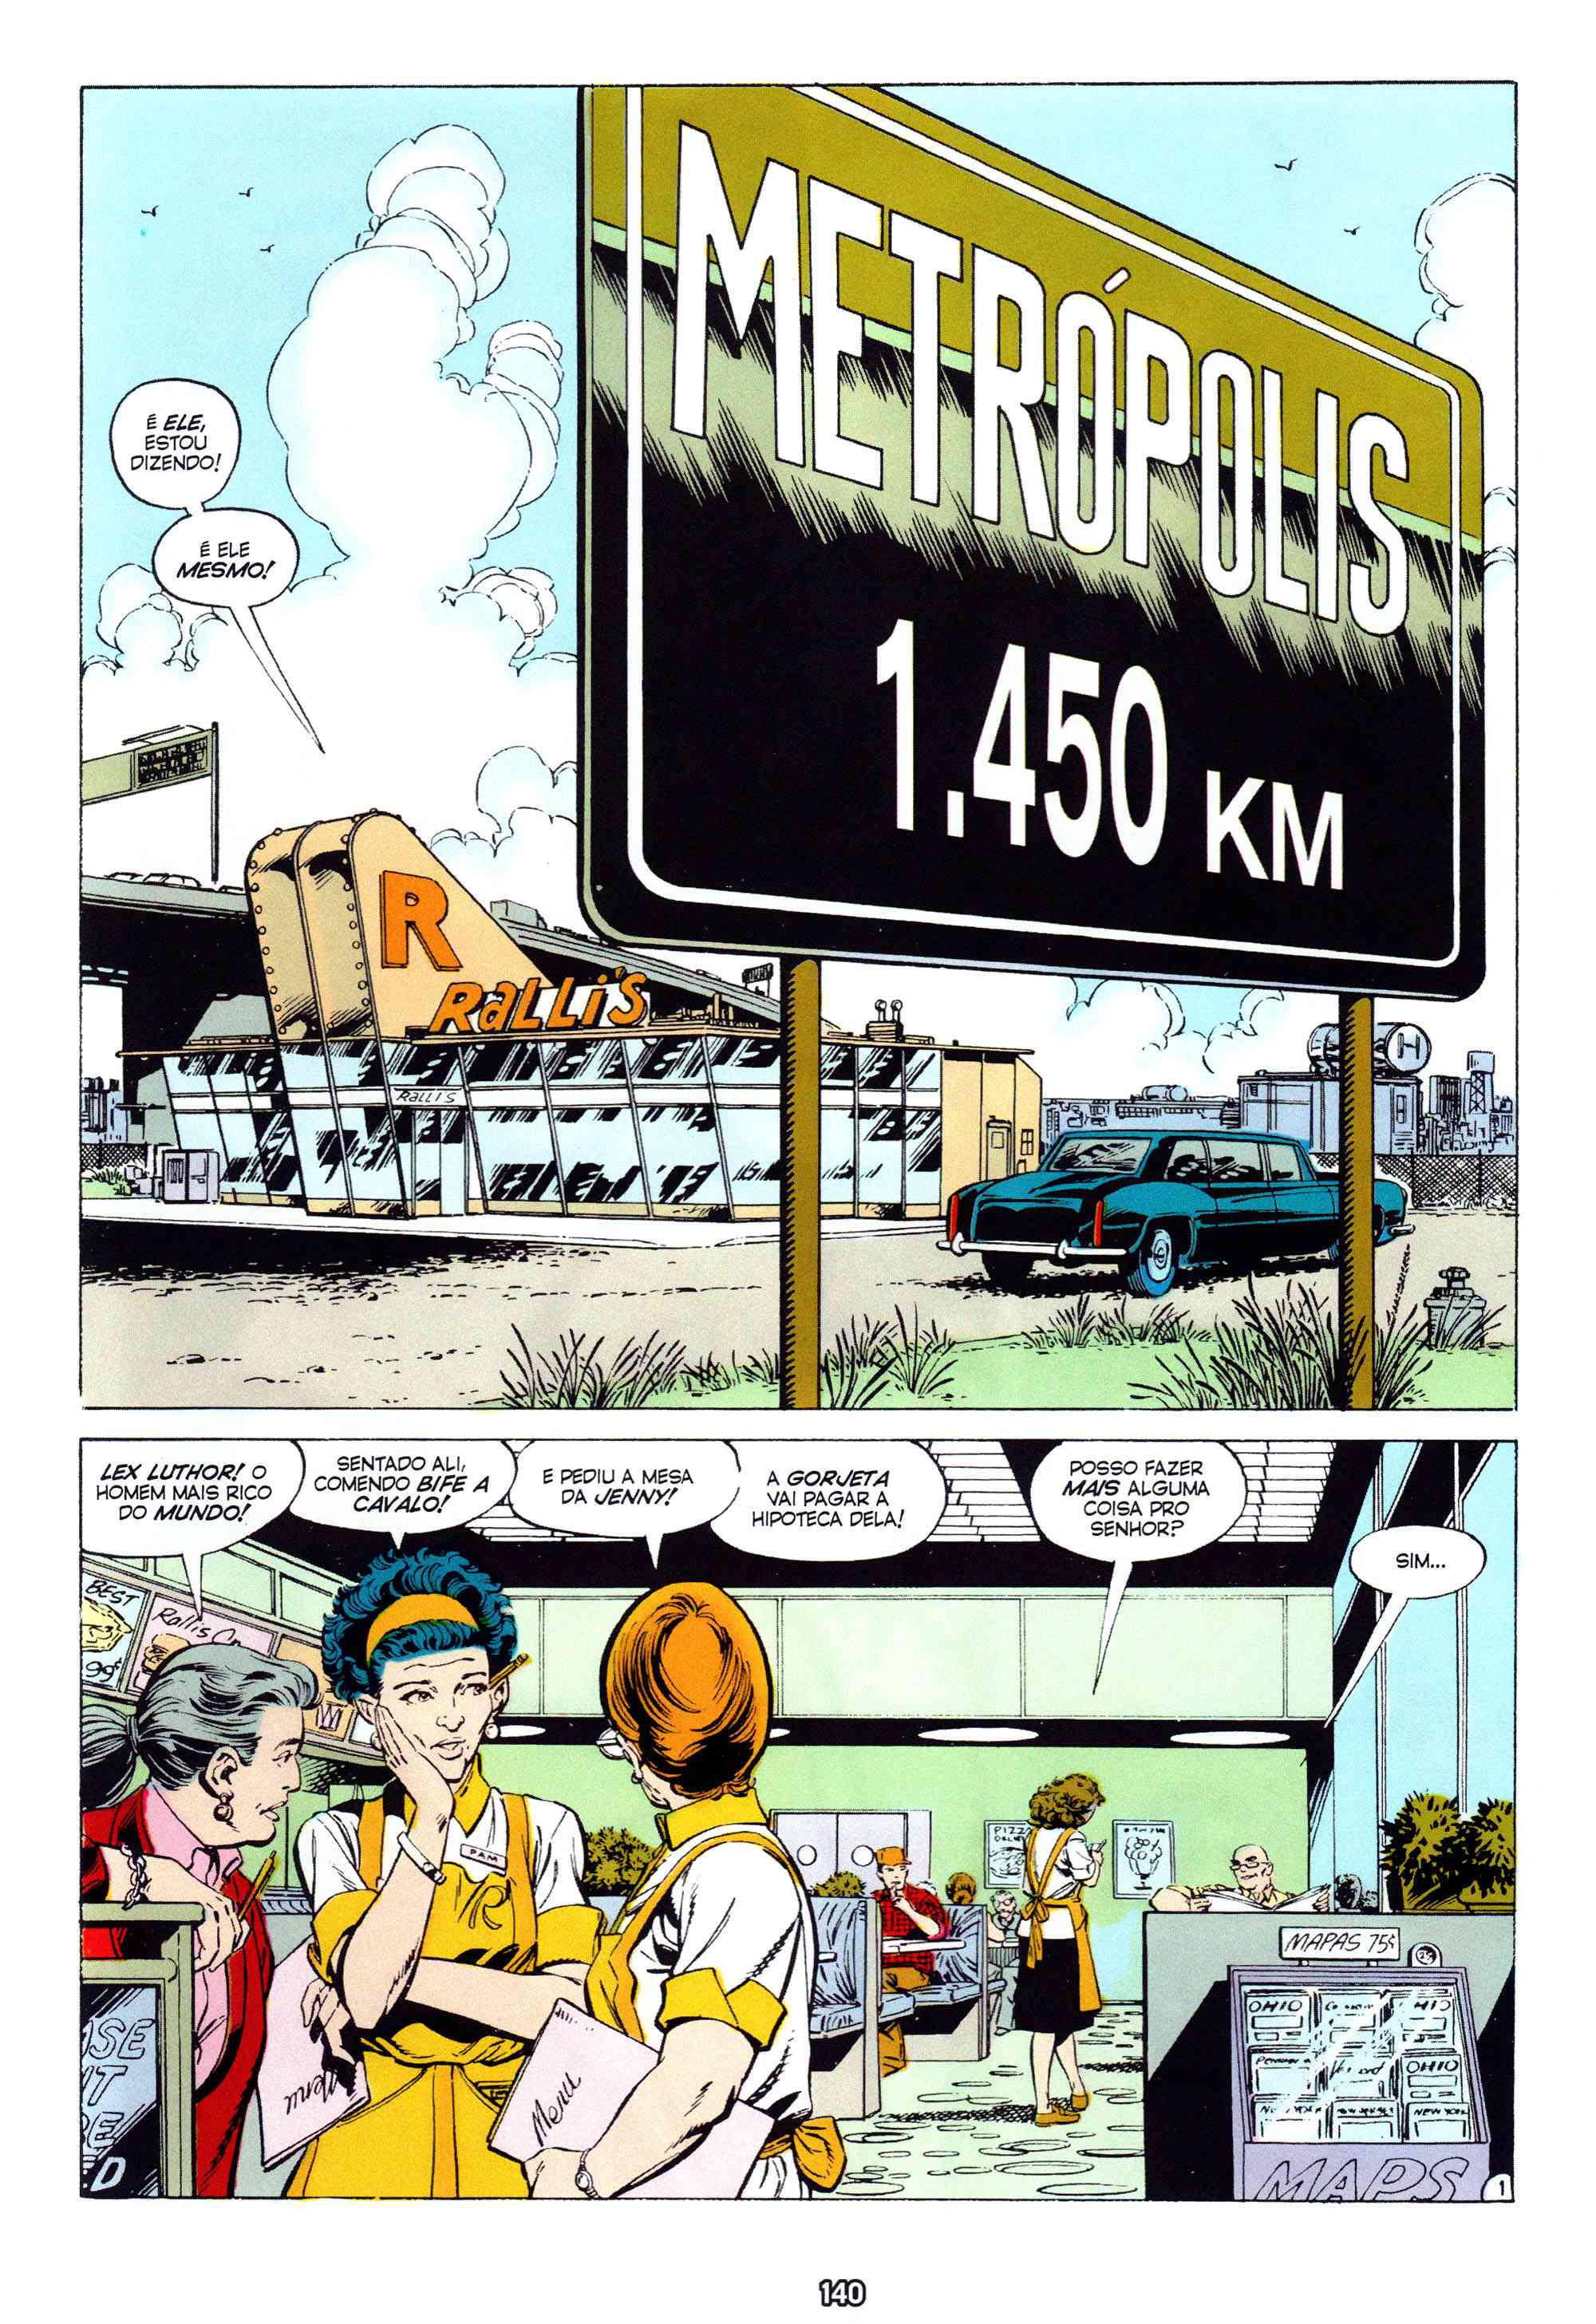 METRÓPOLIS
1.450 KM
É ELE,
ESTOU
DIZENDO!
É ELE
MESMO!
R
RALLI'S
RALLI'S
H
LEX LUTHOR! O
HOMEM MAIS RICO
DO MUNDO!
SENTADO ALI,
COMENDO BIFE A
CAVALO!
E PEDIU A MESA
DA JENNY!
A GORJETA
VAI PAGAR A
HIPOTECA DELA!
POSSO FAZER
MAIS ALGUMA
COISA PRO
SENHOR?
SIM...
BEST
99¢
Rallis
PAM
R
Menu
Menu
PIZZA
MAPAS 75¢
OHIO
OHIO
NEW YORK
MAPS
D
1
140